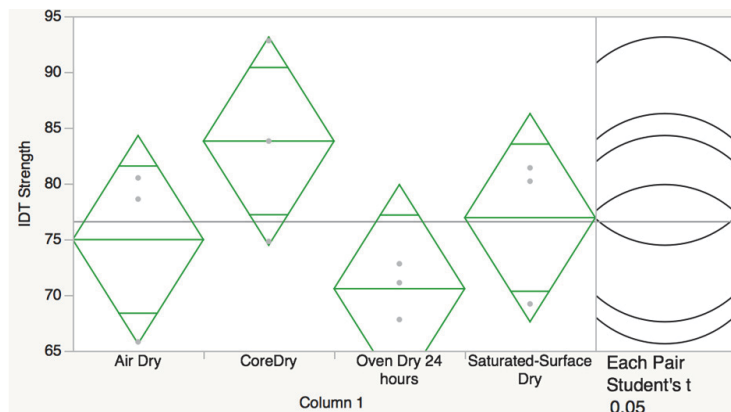 95
90
85
80
75
70
65
IDT Strength
Air Dry
CoreDry
Oven Dry 24
hours
Saturated-Surface
Dry
Column 1
Each Pair
Student's t
0.05